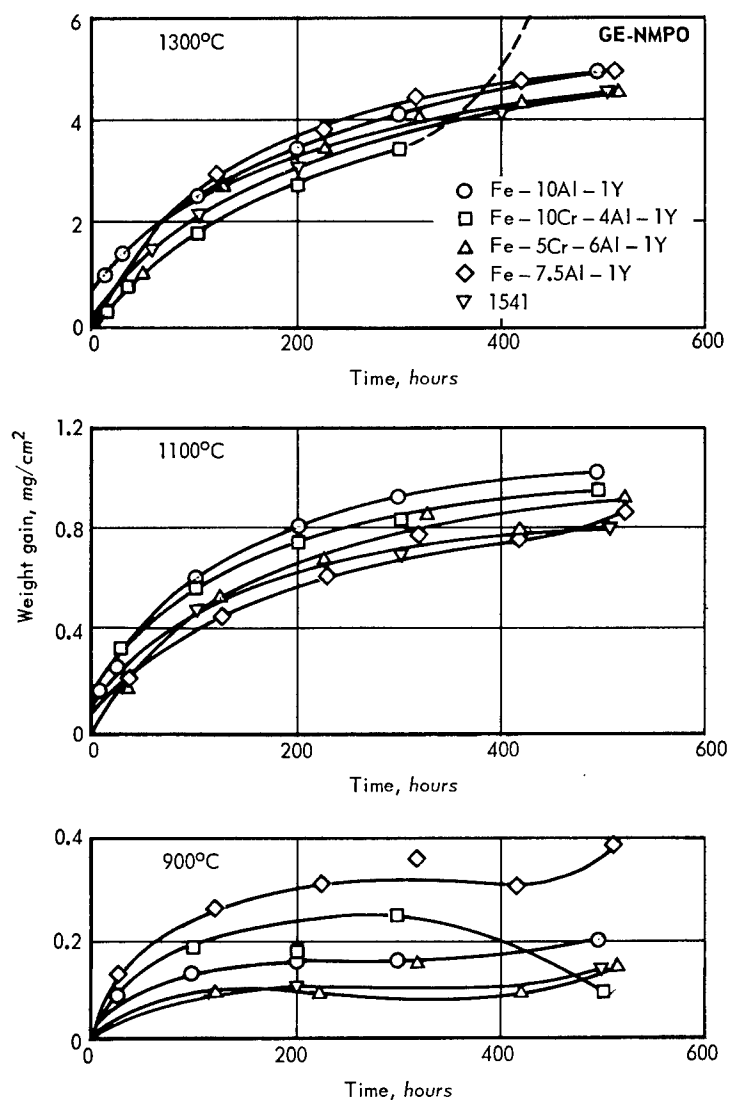 6
1300°C
GE-NMPO
4
2
0
Fe – 10Al – 1Y
Fe – 10Cr – 4Al – 1Y
Fe – 5Cr – 6Al – 1Y
Fe – 7.5Al – 1Y
1541
0 200 400 600
Time, hours
Weight gain, mg/cm²
1.2
1100°C
0.8
0.4
0
0 200 400 600
Time, hours
0.4
900°C
0.2
0
0 200 400 600
Time, hours